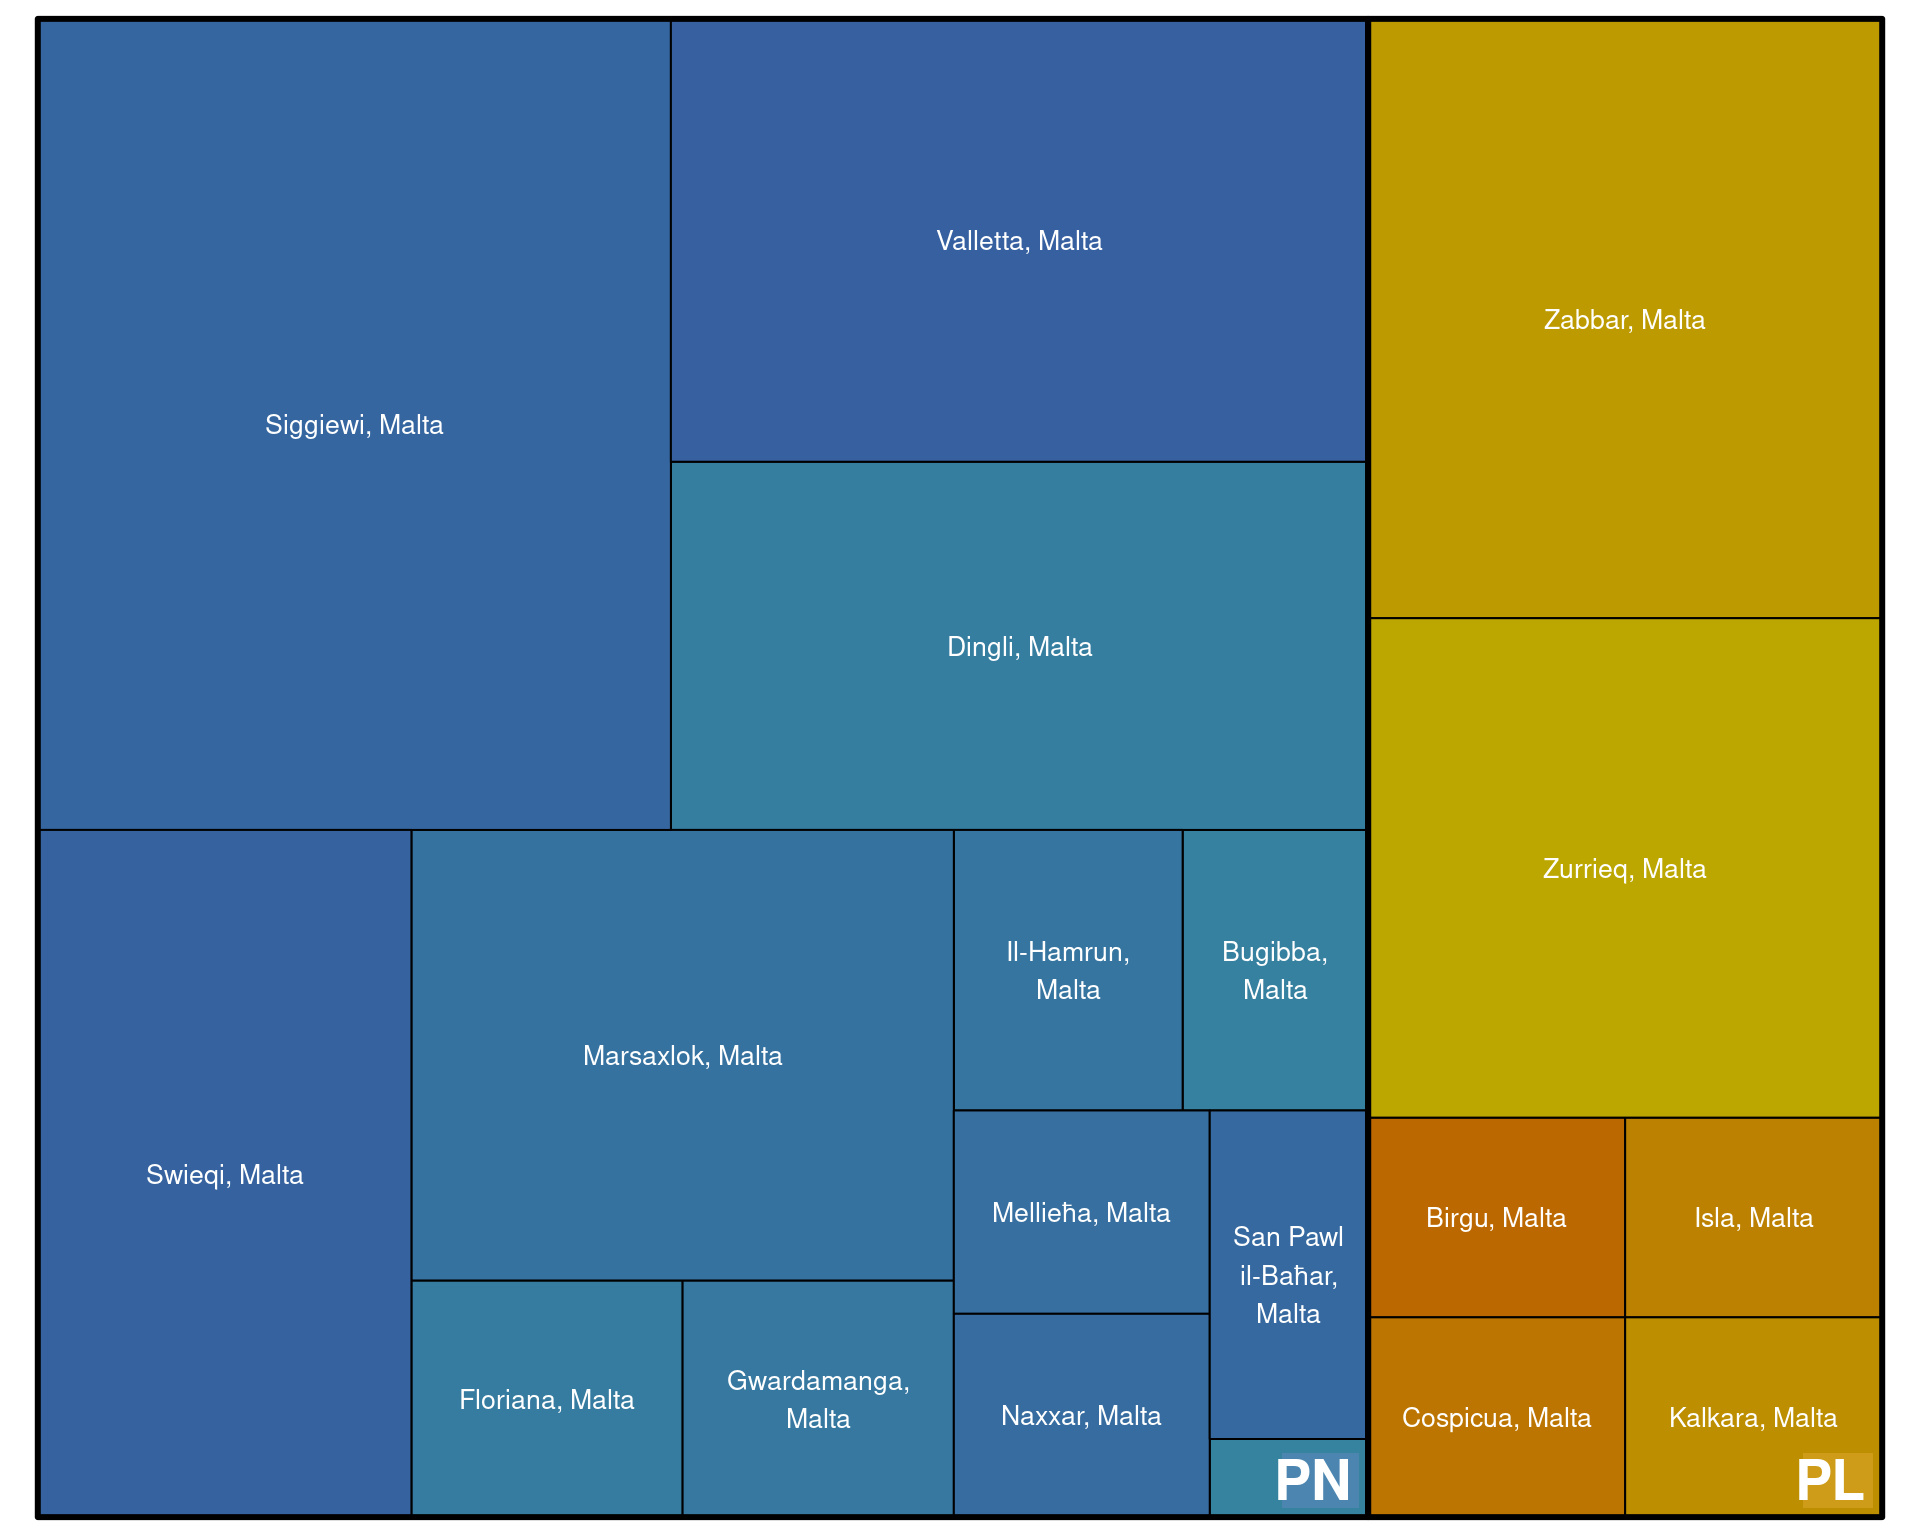 Siggiewi, Malta
Valletta, Malta
Dingli, Malta
Zabbar, Malta
Zurrieq, Malta
Swieqi, Malta
Marsaxlok, Malta
Il-Hamrun,
Malta
Bugibba,
Malta
Mellieħa, Malta
San Pawl
il-Baħar,
Malta
Naxxar, Malta
Floriana, Malta
Gwardamanga,
Malta
Birgu, Malta
Isla, Malta
Cospicua, Malta
Kalkara, Malta
PN
PL